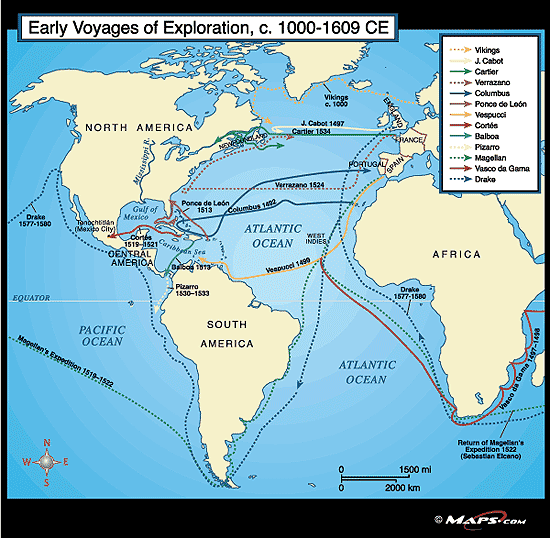 Early Voyages of Exploration, c. 1000-1609 CE
Vikings
J. Cabot
Cartier
Verrazano
Columbus
Ponce de León
Vespucci
Cortés
Balboa
Pizarro
Magellan
Vasco da Gama
Drake
Vikings
c. 1000
ENGLAND
J. Cabot 1497
Cartier 1534
NEWFOUNDLAND
FRANCE
NORTH AMERICA
Mississippi R.
PORTUGAL
SPAIN
Verrazano 1524
Ponce de León
1513
Columbus 1492
Drake
1577-1580
Gulf of
Mexico
Tenochtitlán
(Mexico City)
Cortés
1519-1521
CENTRAL
AMERICA
Caribbean Sea
ATLANTIC
OCEAN
WEST
INDIES
AFRICA
Balboa 1513
Vespucci 1499
Pizarro
1530-1533
Drake
1577-1580
EQUATOR
SOUTH
AMERICA
PACIFIC
OCEAN
Magellan's Expedition 1519-1522
ATLANTIC
OCEAN
Vasco da Gama 1497-1498
Return of Magellan's
Expedition 1522
(Sebastian Elcano)
N
W
E
S
0
1500 mi
0
2000 km
© MAPS.com